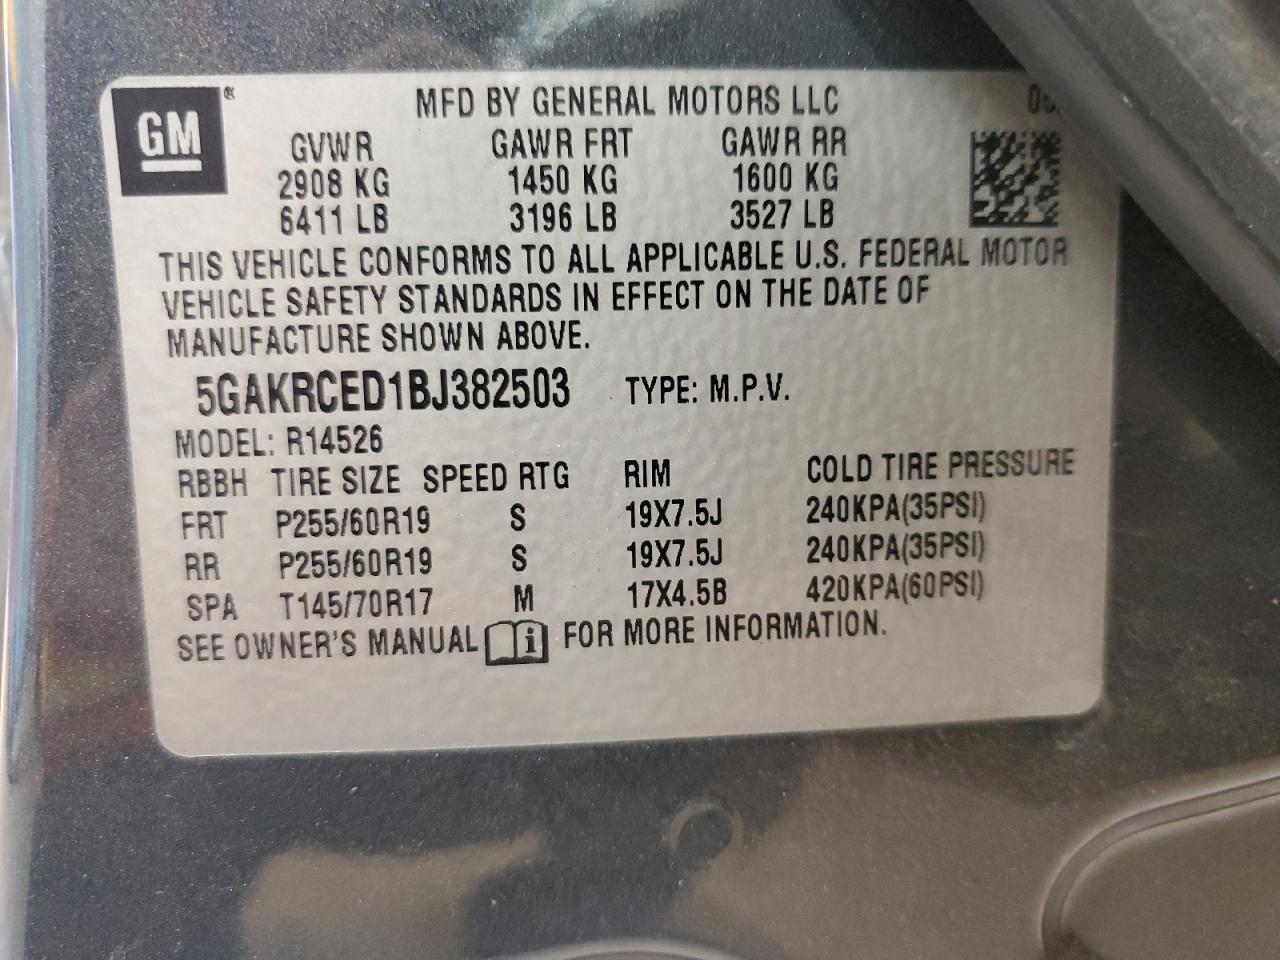 GM® MFD BY GENERAL MOTORS LLC
GVWR GAWR FRT GAWR RR
2908 KG 1450 KG 1600 KG
6411 LB 3196 LB 3527 LB
THIS VEHICLE CONFORMS TO ALL APPLICABLE U.S. FEDERAL MOTOR
VEHICLE SAFETY STANDARDS IN EFFECT ON THE DATE OF
MANUFACTURE SHOWN ABOVE.
5GAKRCED1BJ382503 TYPE: M.P.V.
MODEL: R14526
RBBH TIRE SIZE SPEED RTG RIM COLD TIRE PRESSURE
FRT P255/60R19 S 19X7.5J 240KPA(35PSI)
RR P255/60R19 S 19X7.5J 240KPA(35PSI)
SPA T145/70R17 M 17X4.5B 420KPA(60PSI)
SEE OWNER'S MANUAL i FOR MORE INFORMATION.